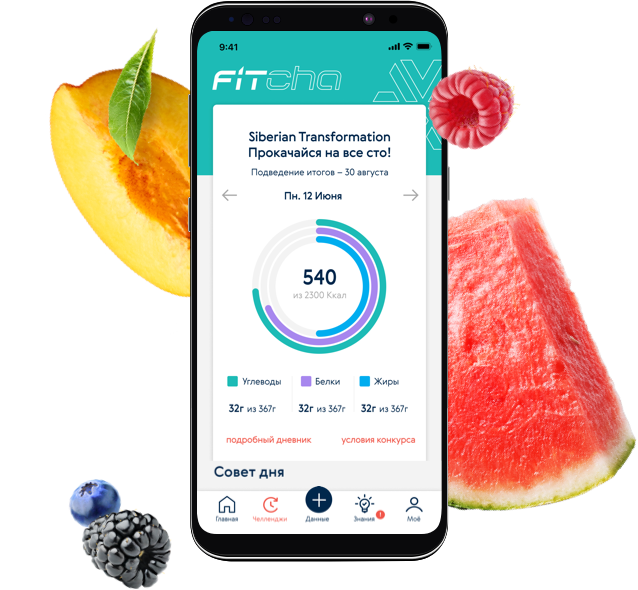 9:41
FITcha
Siberian Transformation
Прокачайся на все сто!
Подведение итогов – 30 августа
Пн. 12 Июня
540
из 2300 Ккал
Углеводы Белки Жиры
32г из 367г 32г из 367г 32г из 367г
подробный дневник условия конкурса
Совет дня
Главная Челленджи Данные Знания ! Моё